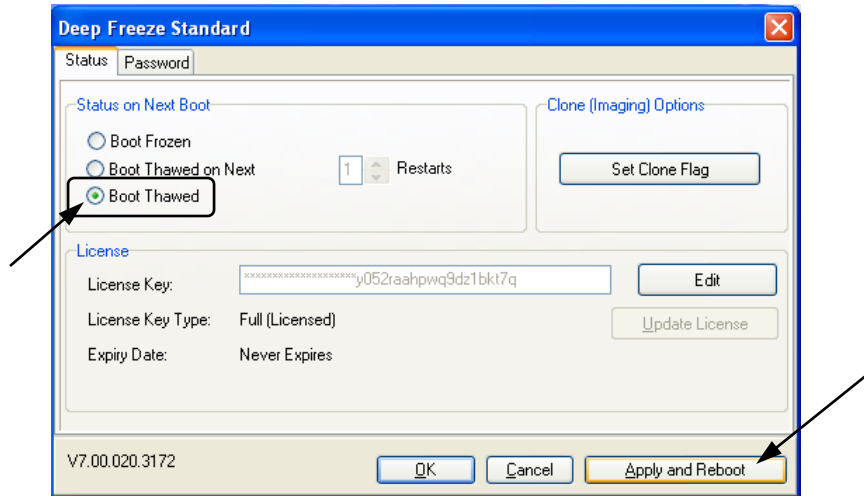 Deep Freeze Standard
Status Password
Status on Next Boot
Boot Frozen
Boot Thawed on Next 1 Restarts
Boot Thawed
Clone (Imaging) Options
Set Clone Flag
License
License Key: *******************y052raahpwq9dz1bkt7q Edit
License Key Type: Full (Licensed) Update License
Expiry Date: Never Expires
V7.00.020.3172 OK Cancel Apply and Reboot